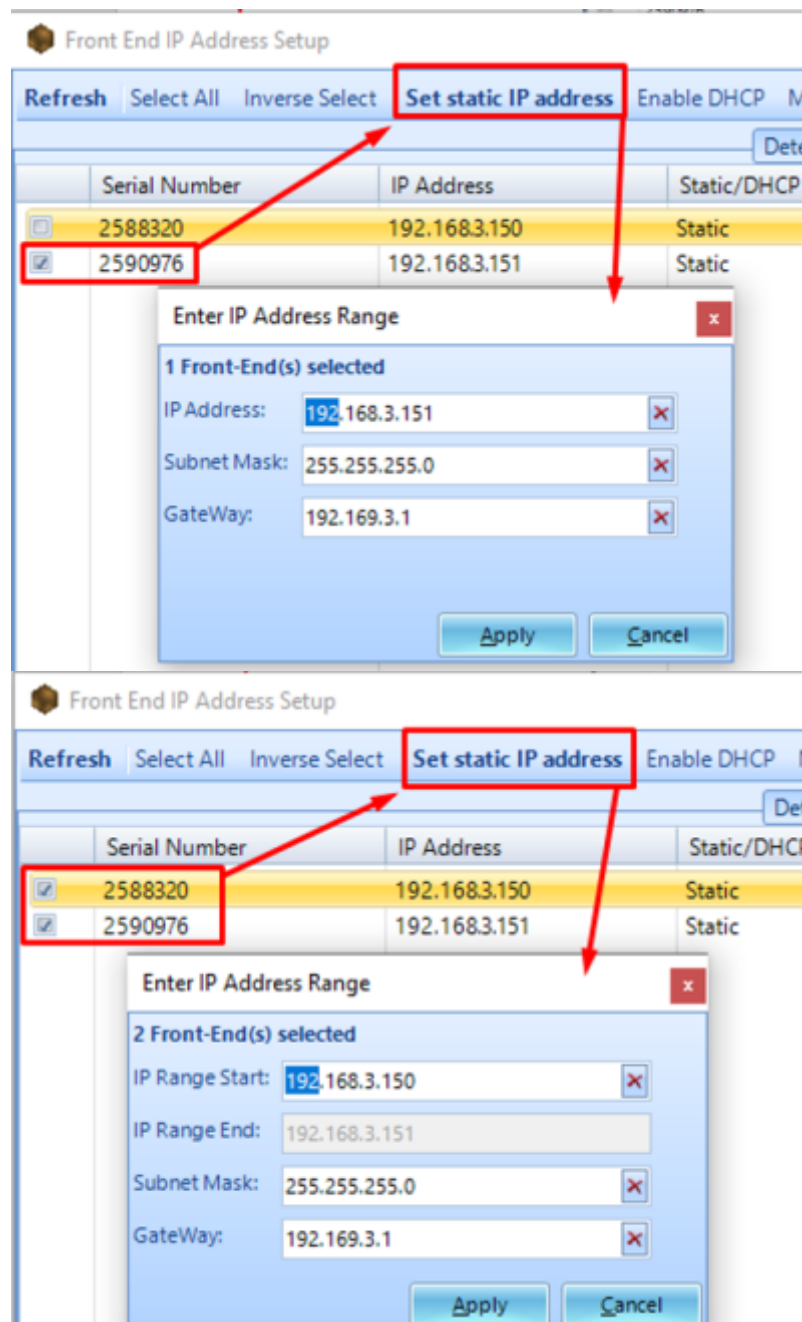 Front End IP Address Setup
Refresh Select All Inverse Select Set static IP address Enable DHCP M
Dete
Serial Number IP Address Static/DHCP
2588320 192.168.3.150 Static
2590976 192.168.3.151 Static
Enter IP Address Range
x
1 Front-End(s) selected
IP Address: 192.168.3.151
Subnet Mask: 255.255.255.0
GateWay: 192.169.3.1
Apply Cancel
Front End IP Address Setup
Refresh Select All Inverse Select Set static IP address Enable DHCP
Det
Serial Number IP Address Static/DHCP
2588320 192.168.3.150 Static
2590976 192.168.3.151 Static
Enter IP Address Range
x
2 Front-End(s) selected
IP Range Start: 192.168.3.150
IP Range End: 192.168.3.151
Subnet Mask: 255.255.255.0
GateWay: 192.169.3.1
Apply Cancel